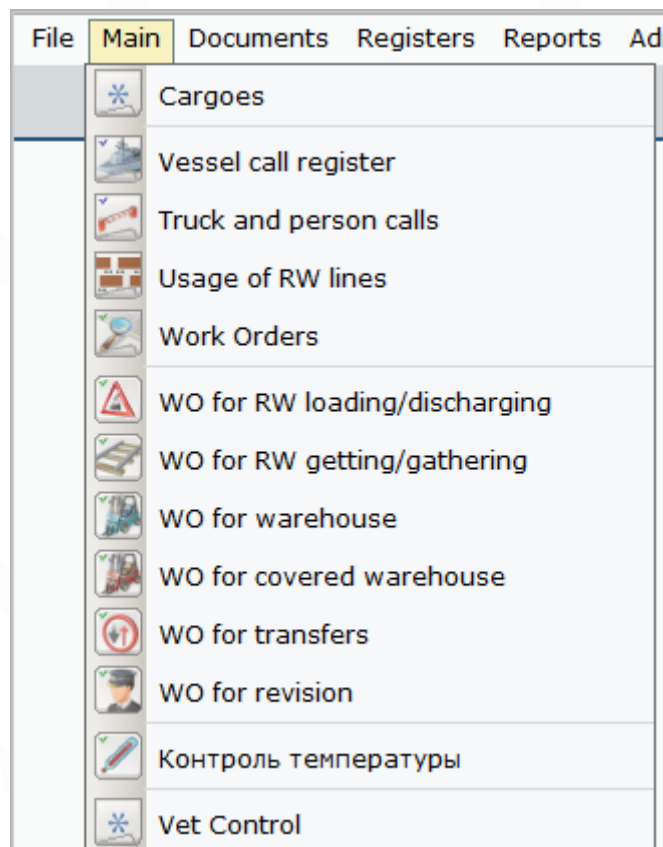 File Main Documents Registers Reports Ad
Cargoes
Vessel call register
Truck and person calls
Usage of RW lines
Work Orders
WO for RW loading/discharging
WO for RW getting/gathering
WO for warehouse
WO for covered warehouse
WO for transfers
WO for revision
Контроль температуры
Vet Control